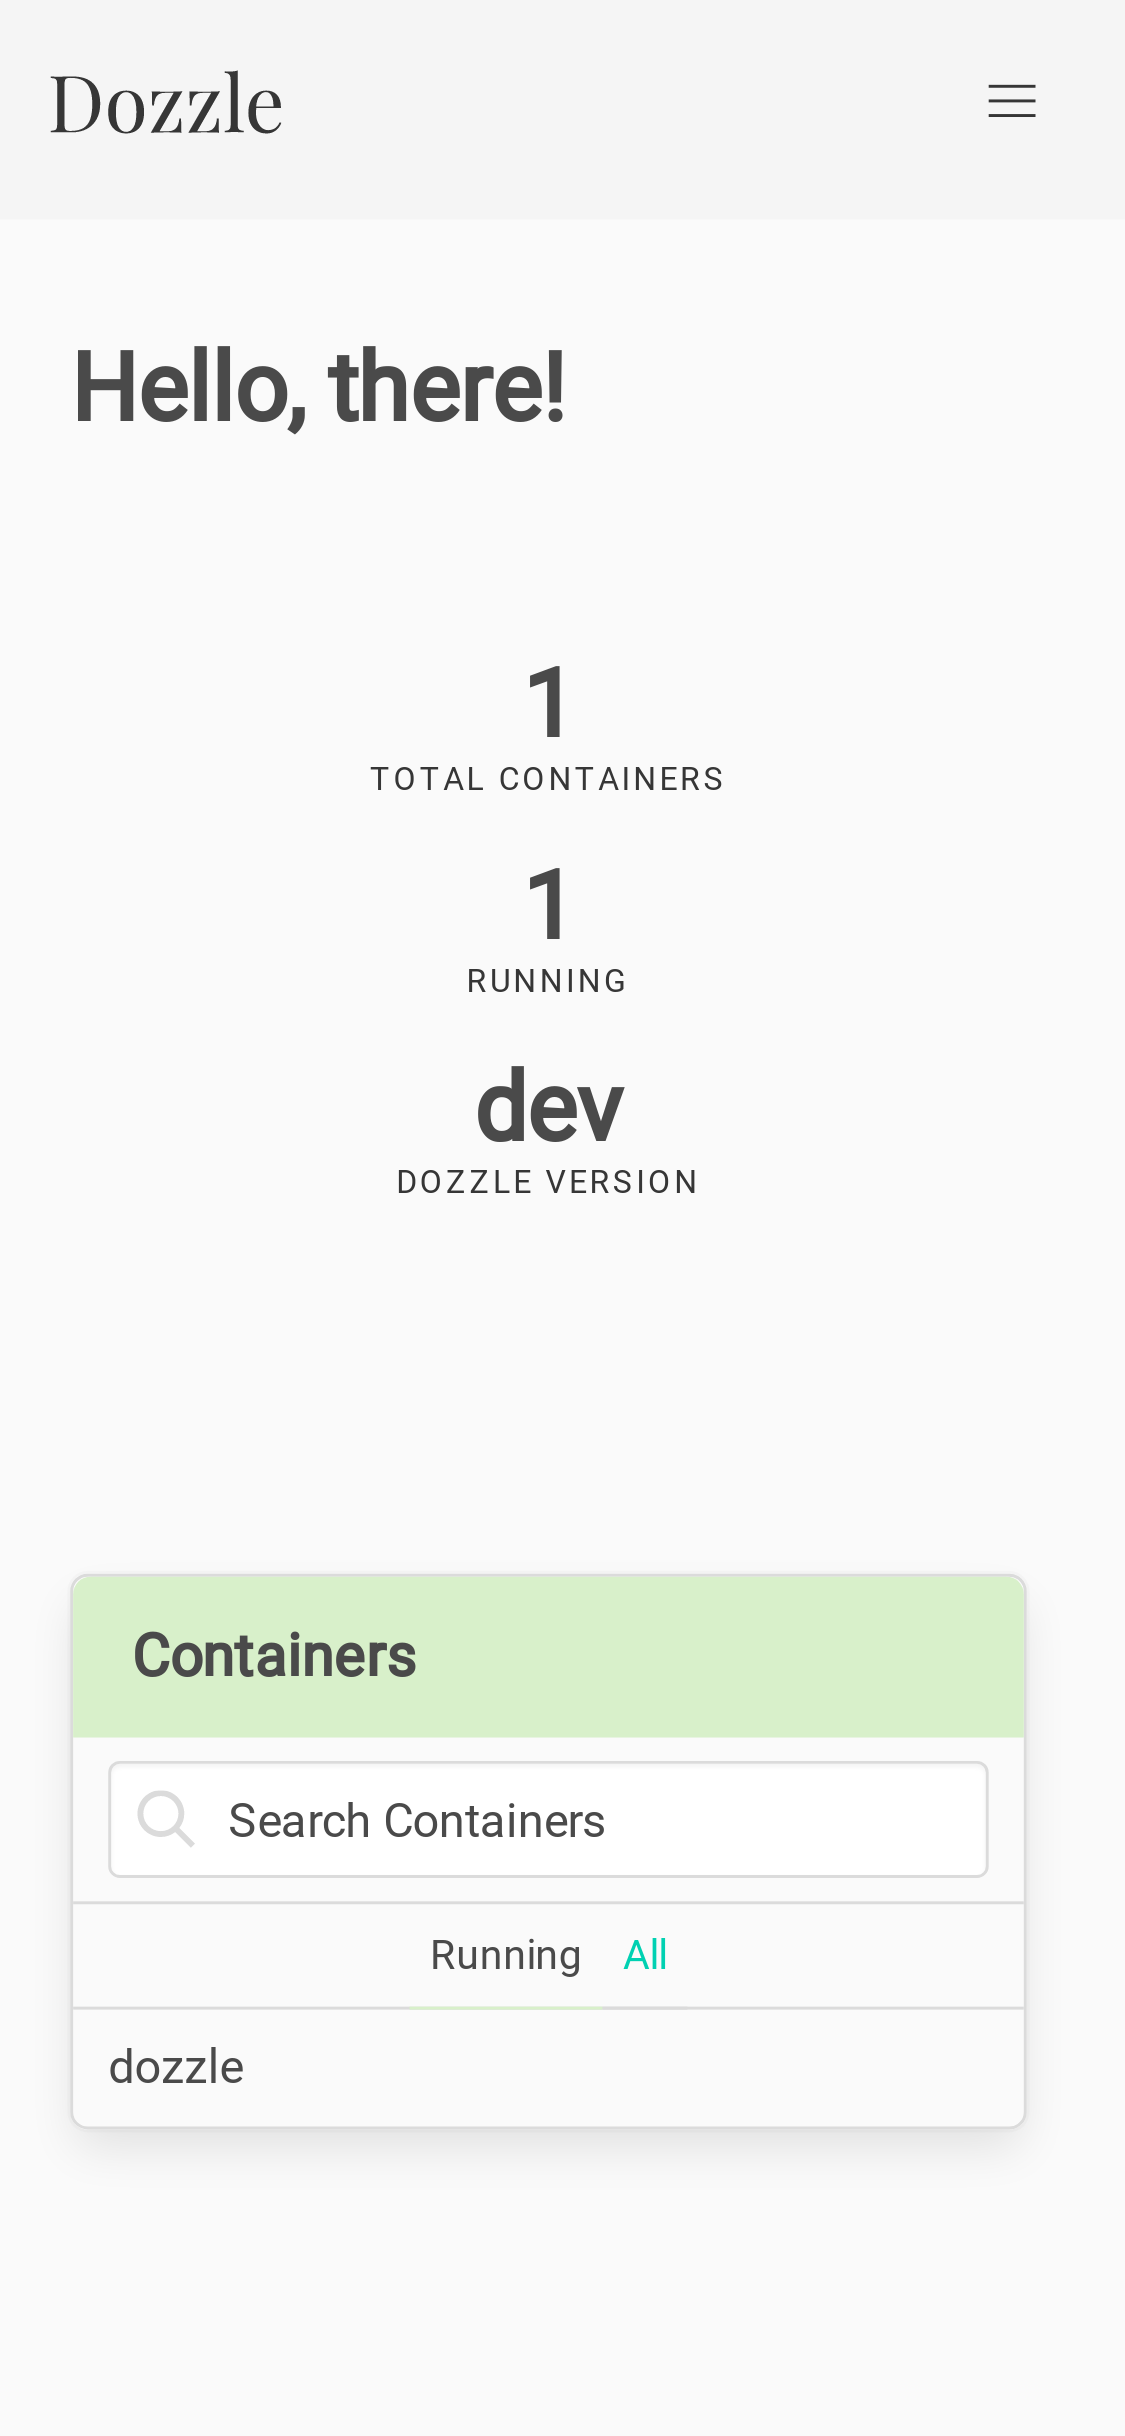 Dozzle
Hello, there!
1
TOTAL CONTAINERS
1
RUNNING
dev
DOZZLE VERSION
Containers
Search Containers
Running All
dozzle